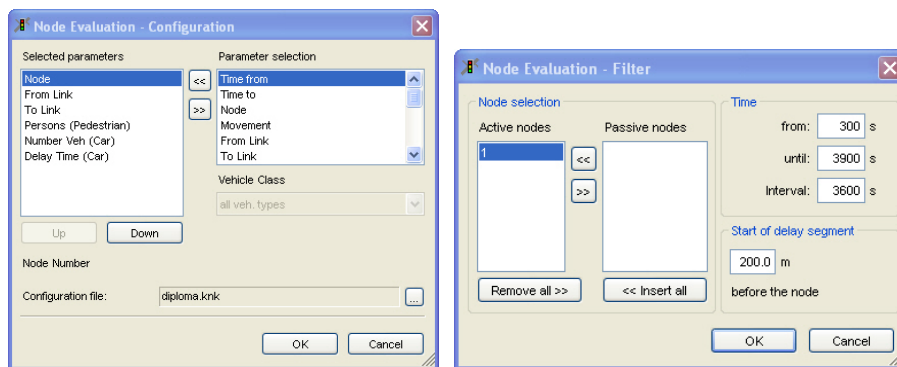 Node Evaluation - Configuration
Selected parameters
Parameter selection
Node
From Link
To Link
Persons (Pedestrian)
Number Veh (Car)
Delay Time (Car)
<<
>>
Time from
Time to
Node
Movement
From Link
To Link
Vehicle Class
all veh. types
Up
Down
Node Number
Configuration file:
diploma.knk
...
OK
Cancel
Node Evaluation - Filter
Node selection
Active nodes
Passive nodes
1
<<
>>
Remove all >>
<< Insert all
Time
from: 300 s
until: 3900 s
Interval: 3600 s
Start of delay segment
200.0 m
before the node
OK
Cancel